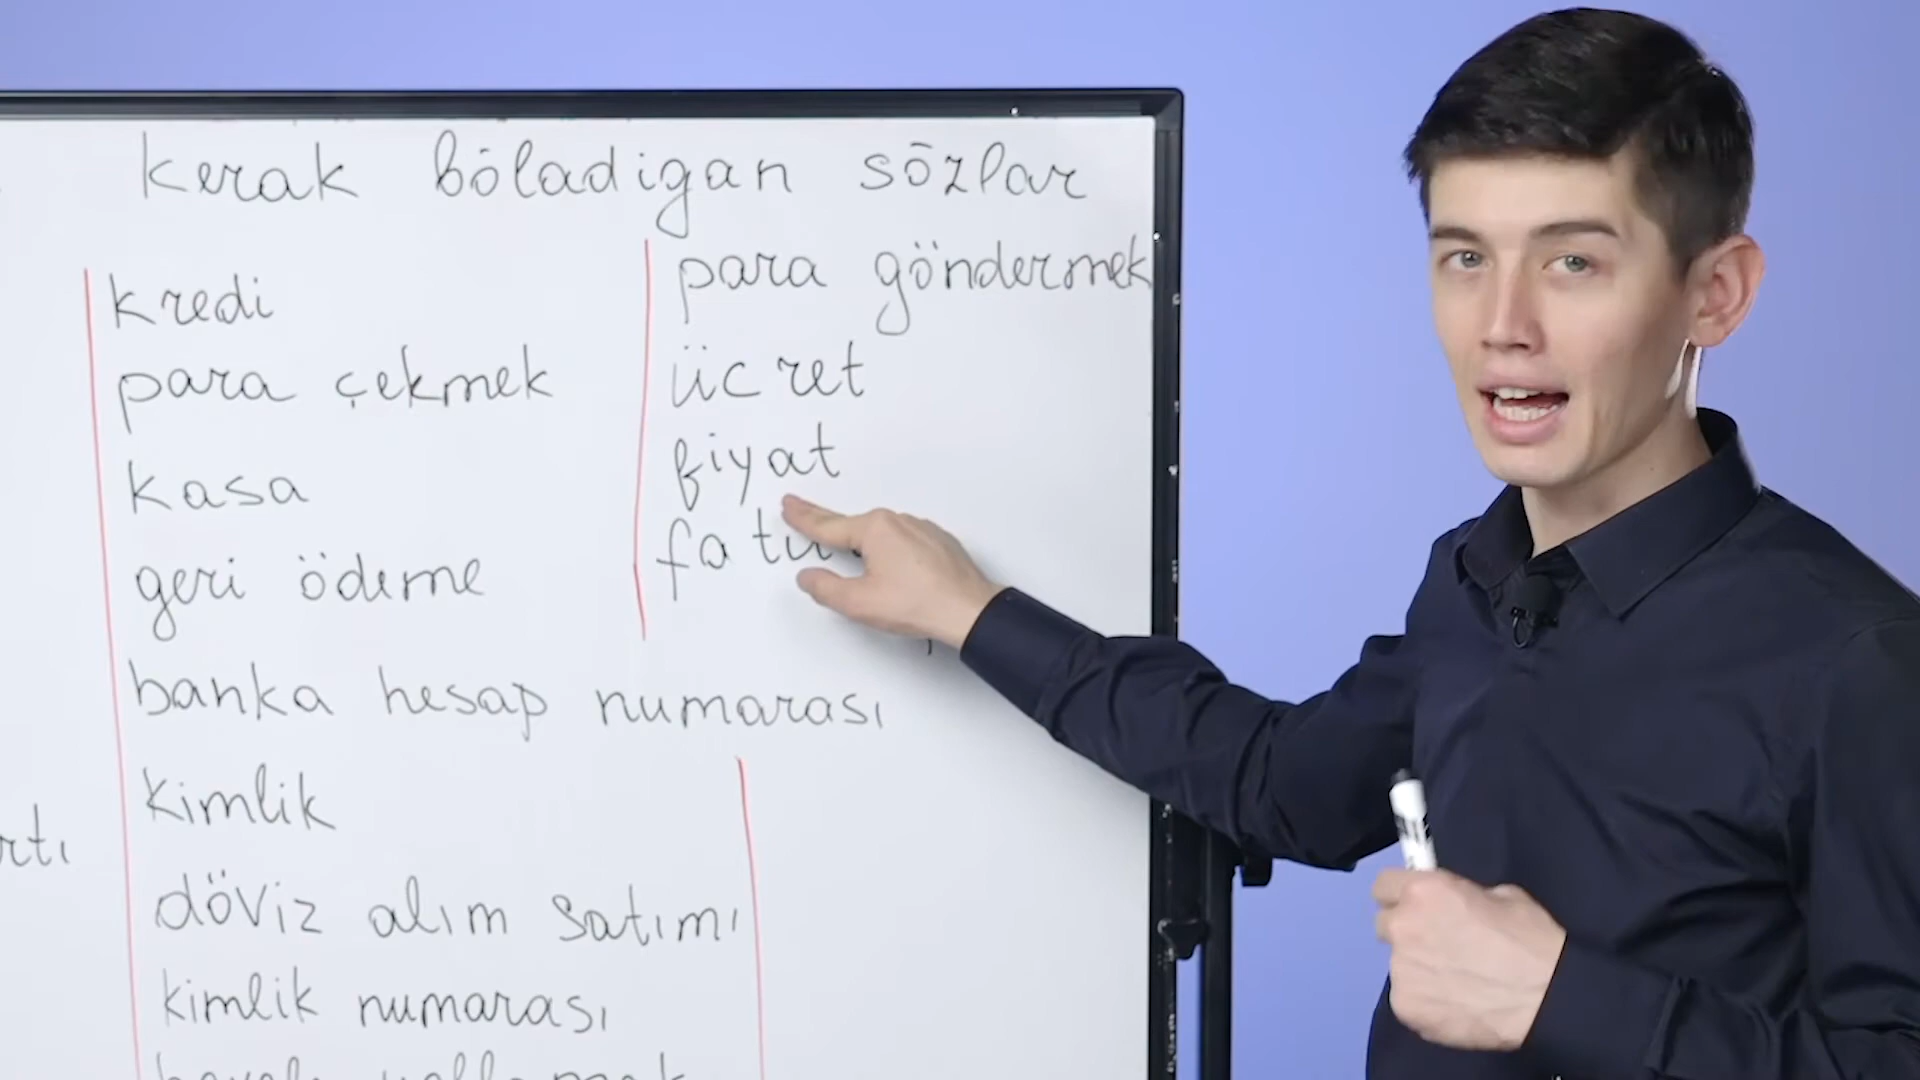 kerak bōladigan sōzlar
kredi
para çekmek
kasa
geri ödeme
banka hesap numarası
kimlik
döviz alım satımı
kimlik numarası
para göndermek
ücret
fiyat